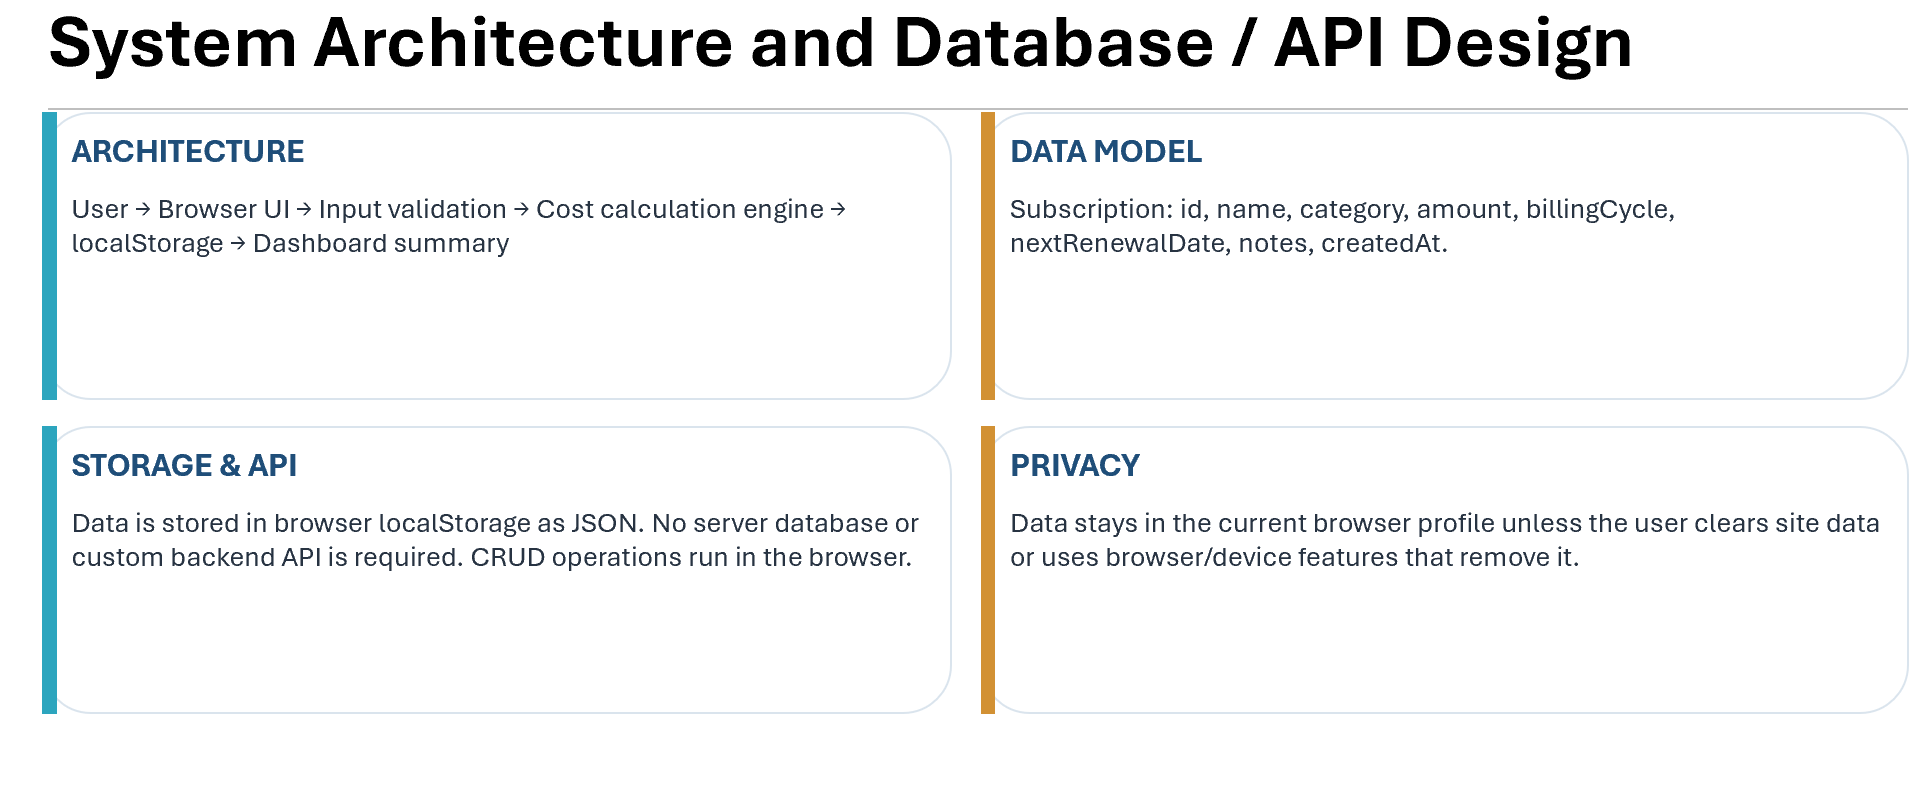 System Architecture and Database / API Design
ARCHITECTURE
User → Browser UI → Input validation → Cost calculation engine →
localStorage → Dashboard summary
DATA MODEL
Subscription: id, name, category, amount, billingCycle,
nextRenewalDate, notes, createdAt.
STORAGE & API
Data is stored in browser localStorage as JSON. No server database or
custom backend API is required. CRUD operations run in the browser.
PRIVACY
Data stays in the current browser profile unless the user clears site data
or uses browser/device features that remove it.